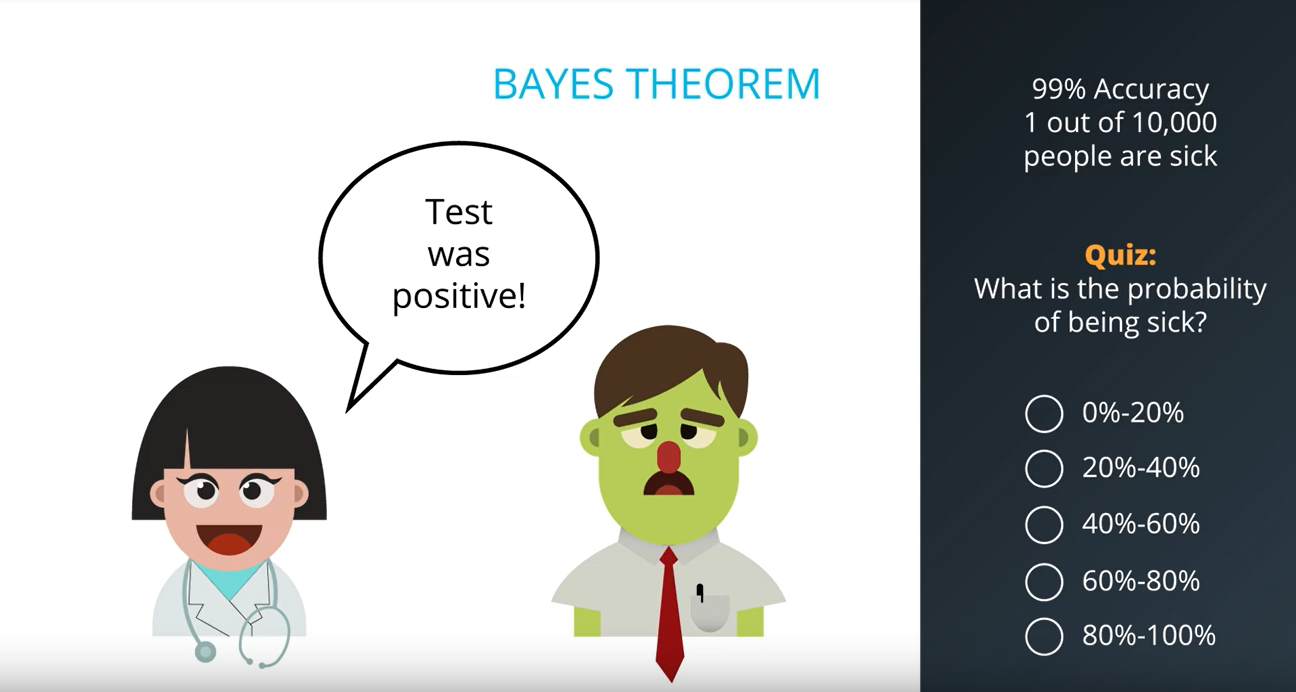 BAYES THEOREM
Test
was
positive!
99% Accuracy
1 out of 10,000
people are sick
Quiz:
What is the probability
of being sick?
0%-20%
20%-40%
40%-60%
60%-80%
80%-100%